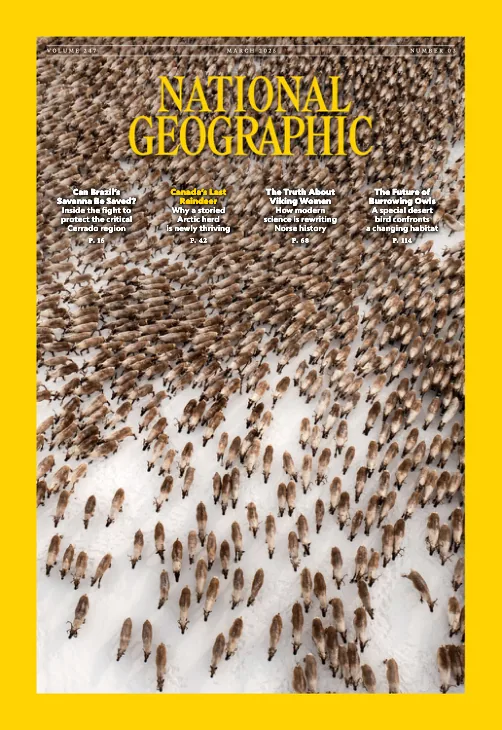 VOLUME 247 MARCH 2025 NUMBER 03
NATIONAL
GEOGRAPHIC
Can Brazil's
Savanna Be Saved?
Inside the fight to
protect the critical
Cerrado region
P. 16
Canada's Last
Reindeer
Why a storied
Arctic herd
is newly thriving
P. 42
The Truth About
Viking Women
How modern
science is rewriting
Norse history
P. 68
The Future of
Burrowing Owls
A special desert
bird confronts
a changing habitat
P. 114